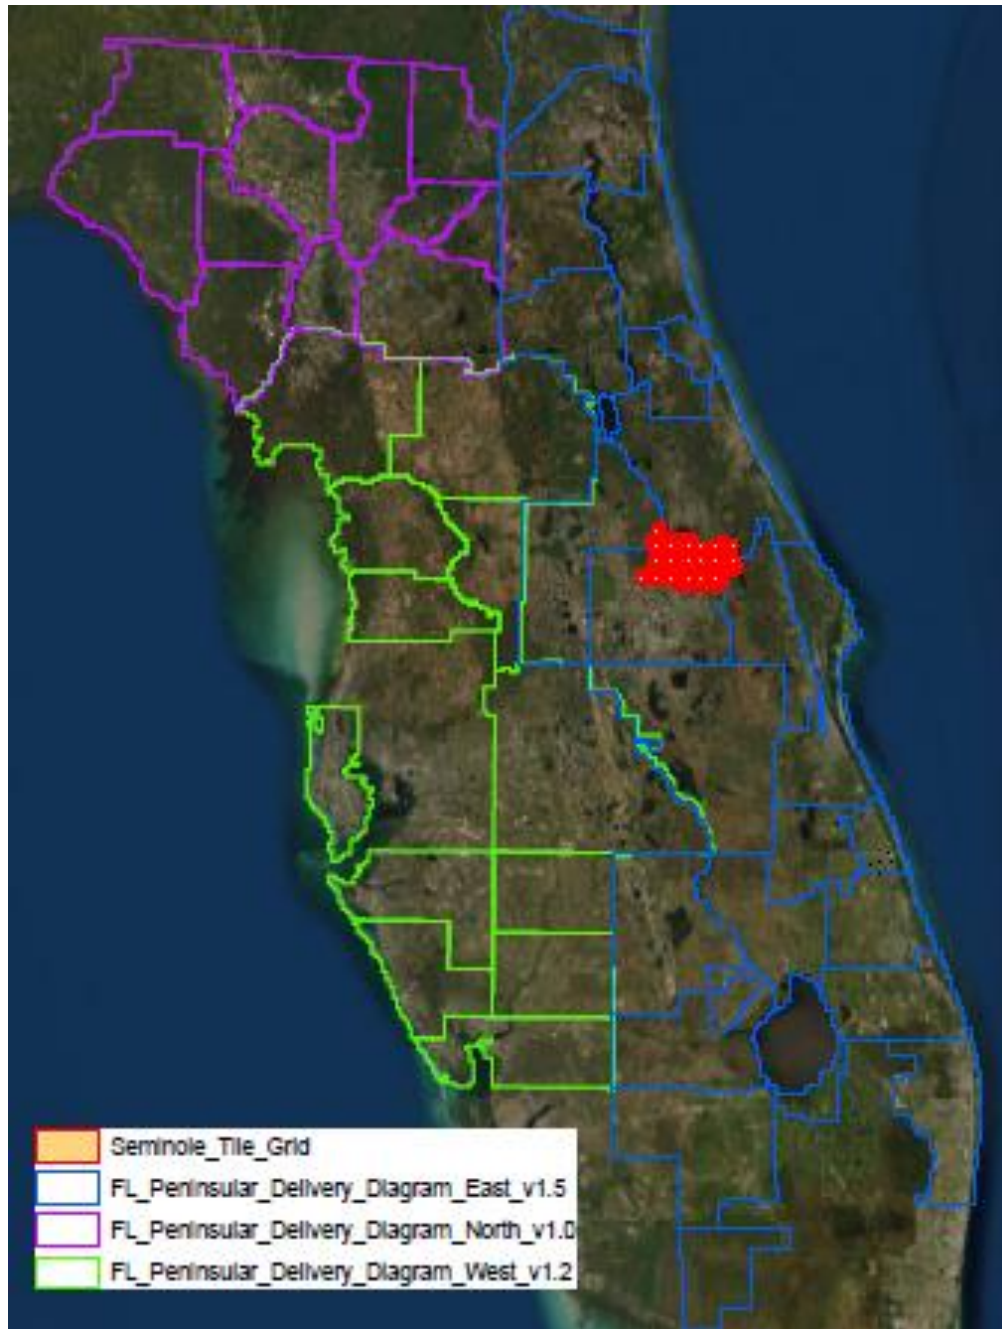 Seminole_Tile_Grid
FL_Peninsular_Delivery_Diagram_East_v1.5
FL_Peninsular_Delivery_Diagram_North_v1.0
FL_Peninsular_Delivery_Diagram_West_v1.2